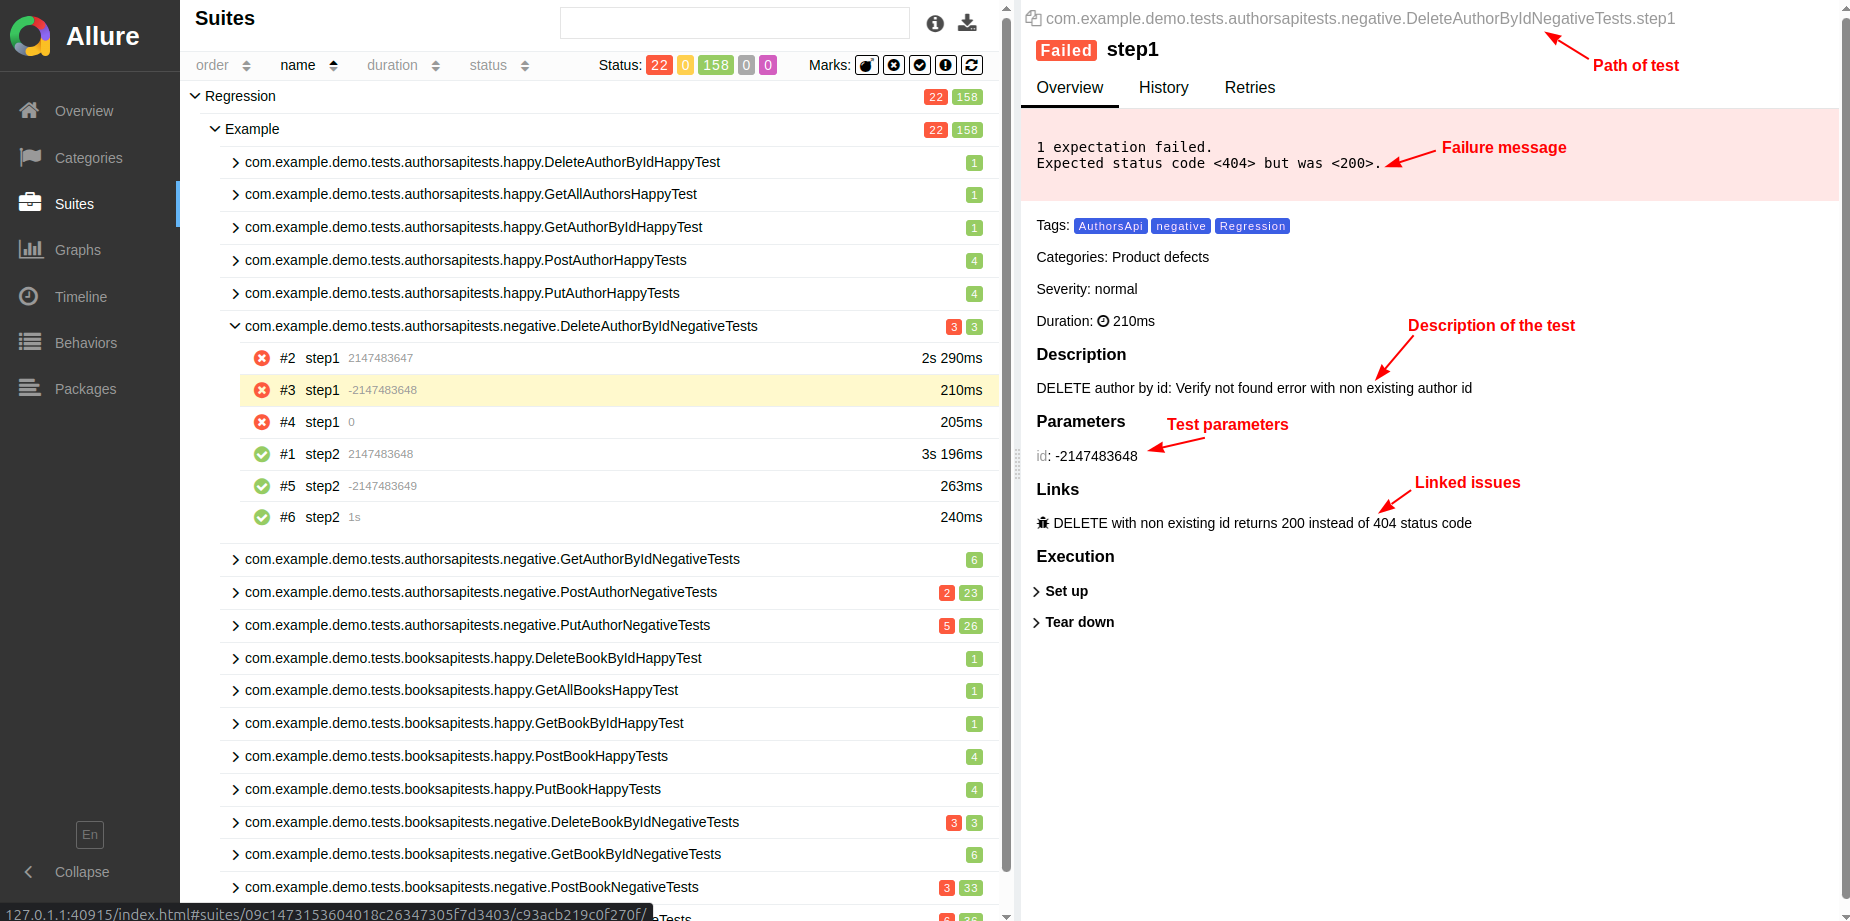 Allure
Overview
Categories
Suites
Graphs
Timeline
Behaviors
Packages
En
Collapse
Suites
order name duration status Status: 22 0 158 0 0 Marks:
Regression 22 158
Example 22 158
com.example.demo.tests.authorsapitests.happy.DeleteAuthorByIdHappyTest 1
com.example.demo.tests.authorsapitests.happy.GetAllAuthorsHappyTest 1
com.example.demo.tests.authorsapitests.happy.GetAuthorByIdHappyTest 1
com.example.demo.tests.authorsapitests.happy.PostAuthorHappyTests 4
com.example.demo.tests.authorsapitests.happy.PutAuthorHappyTests 4
com.example.demo.tests.authorsapitests.negative.DeleteAuthorByIdNegativeTests 3 3
#2 step1 2147483647 2s 290ms
#3 step1 -2147483648 210ms
#4 step1 0 205ms
#1 step2 2147483648 3s 196ms
#5 step2 -2147483649 263ms
#6 step2 1s 240ms
com.example.demo.tests.authorsapitests.negative.GetAuthorByIdNegativeTests 6
com.example.demo.tests.authorsapitests.negative.PostAuthorNegativeTests 2 23
com.example.demo.tests.authorsapitests.negative.PutAuthorNegativeTests 5 26
com.example.demo.tests.booksapitests.happy.DeleteBookByIdHappyTest 1
com.example.demo.tests.booksapitests.happy.GetAllBooksHappyTest 1
com.example.demo.tests.booksapitests.happy.GetBookByIdHappyTest 1
com.example.demo.tests.booksapitests.happy.PostBookHappyTests 4
com.example.demo.tests.booksapitests.happy.PutBookHappyTests 4
com.example.demo.tests.booksapitests.negative.DeleteBookByIdNegativeTests 3 3
com.example.demo.tests.booksapitests.negative.GetBookByIdNegativeTests 6
com.example.demo.tests.booksapitests.negative.PostBookNegativeTests 3 33
127.0.1.1:40915/index.html#suites/09c1473153604018c26347305f7d3403/c93acb219c0f270f/
com.example.demo.tests.authorsapitests.negative.DeleteAuthorByIdNegativeTests.step1
Failed step1
Path of test
Overview History Retries
1 expectation failed.
Expected status code <404> but was <200>.
Failure message
Tags: AuthorsApi negative Regression
Categories: Product defects
Severity: normal
Duration: 210ms
Description of the test
Description
DELETE author by id: Verify not found error with non existing author id
Parameters
Test parameters
id: -2147483648
Links
Linked issues
DELETE with non existing id returns 200 instead of 404 status code
Execution
Set up
Tear down